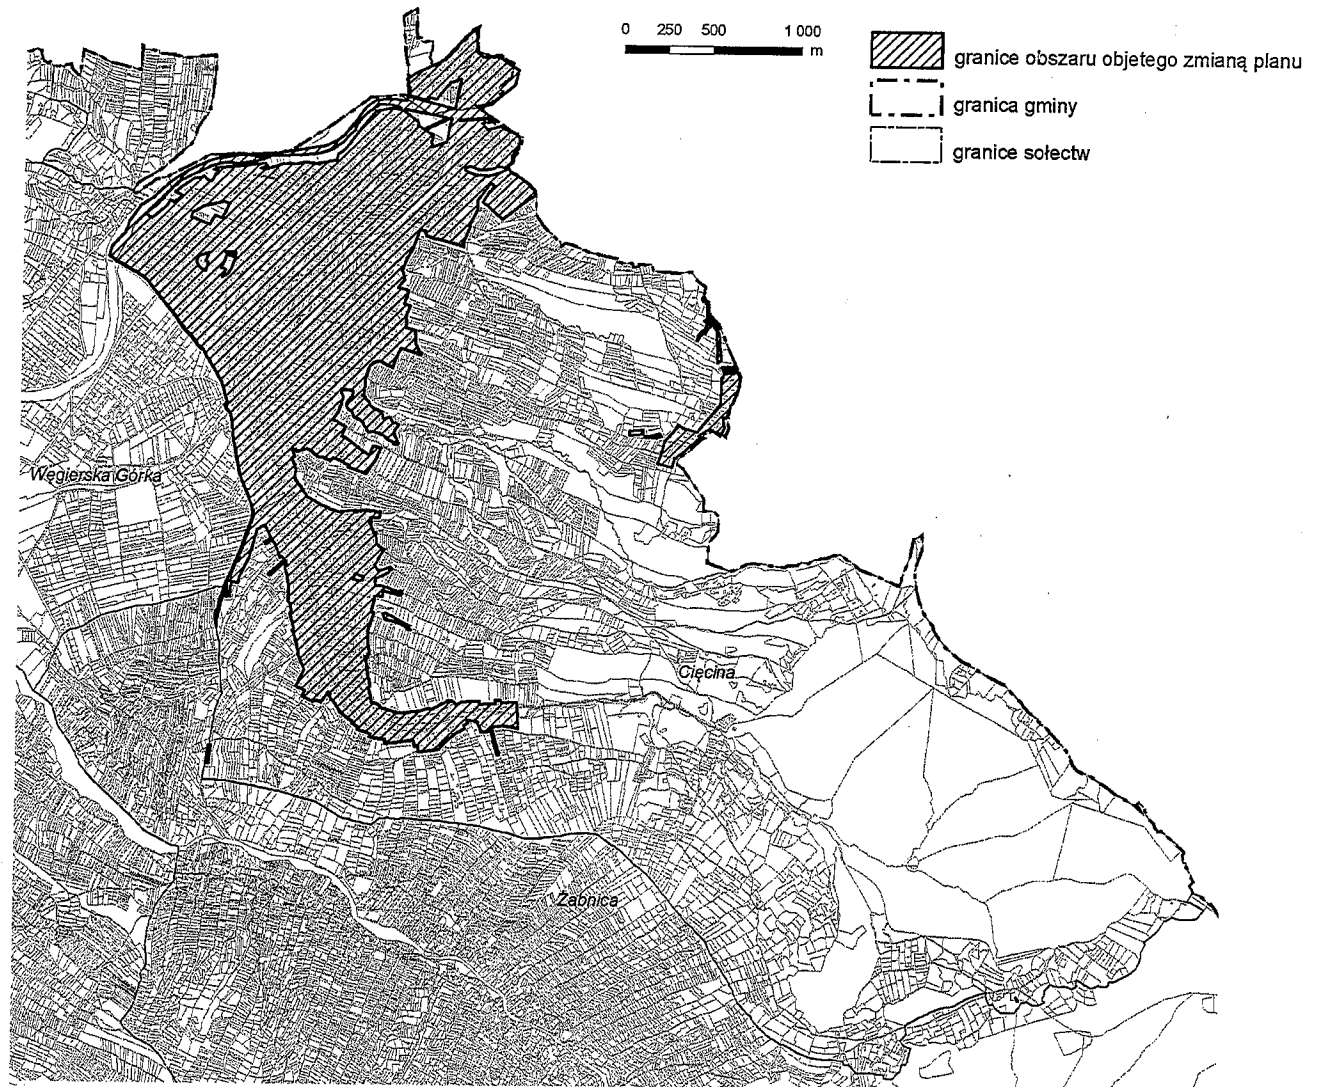 0 250 500 1 000
m
granice obszaru objetego zmianą planu
granica gminy
granice sołectw
Węgierska Górka
Cięcina
Żabnica